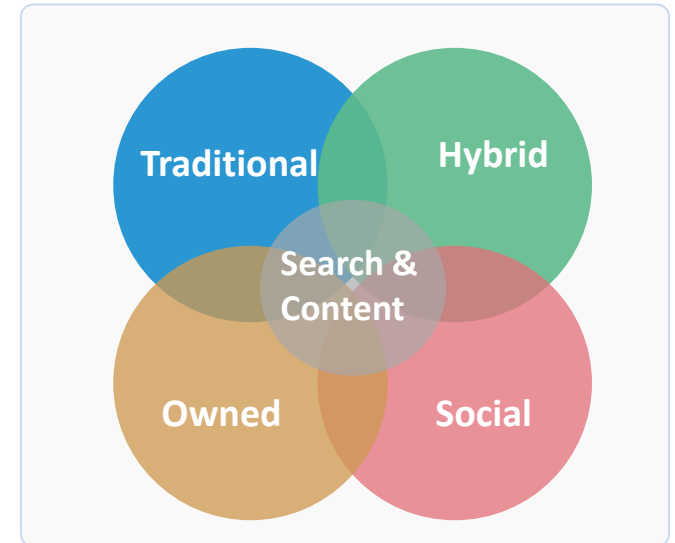 Traditional
Hybrid
Search &
Content
Owned
Social